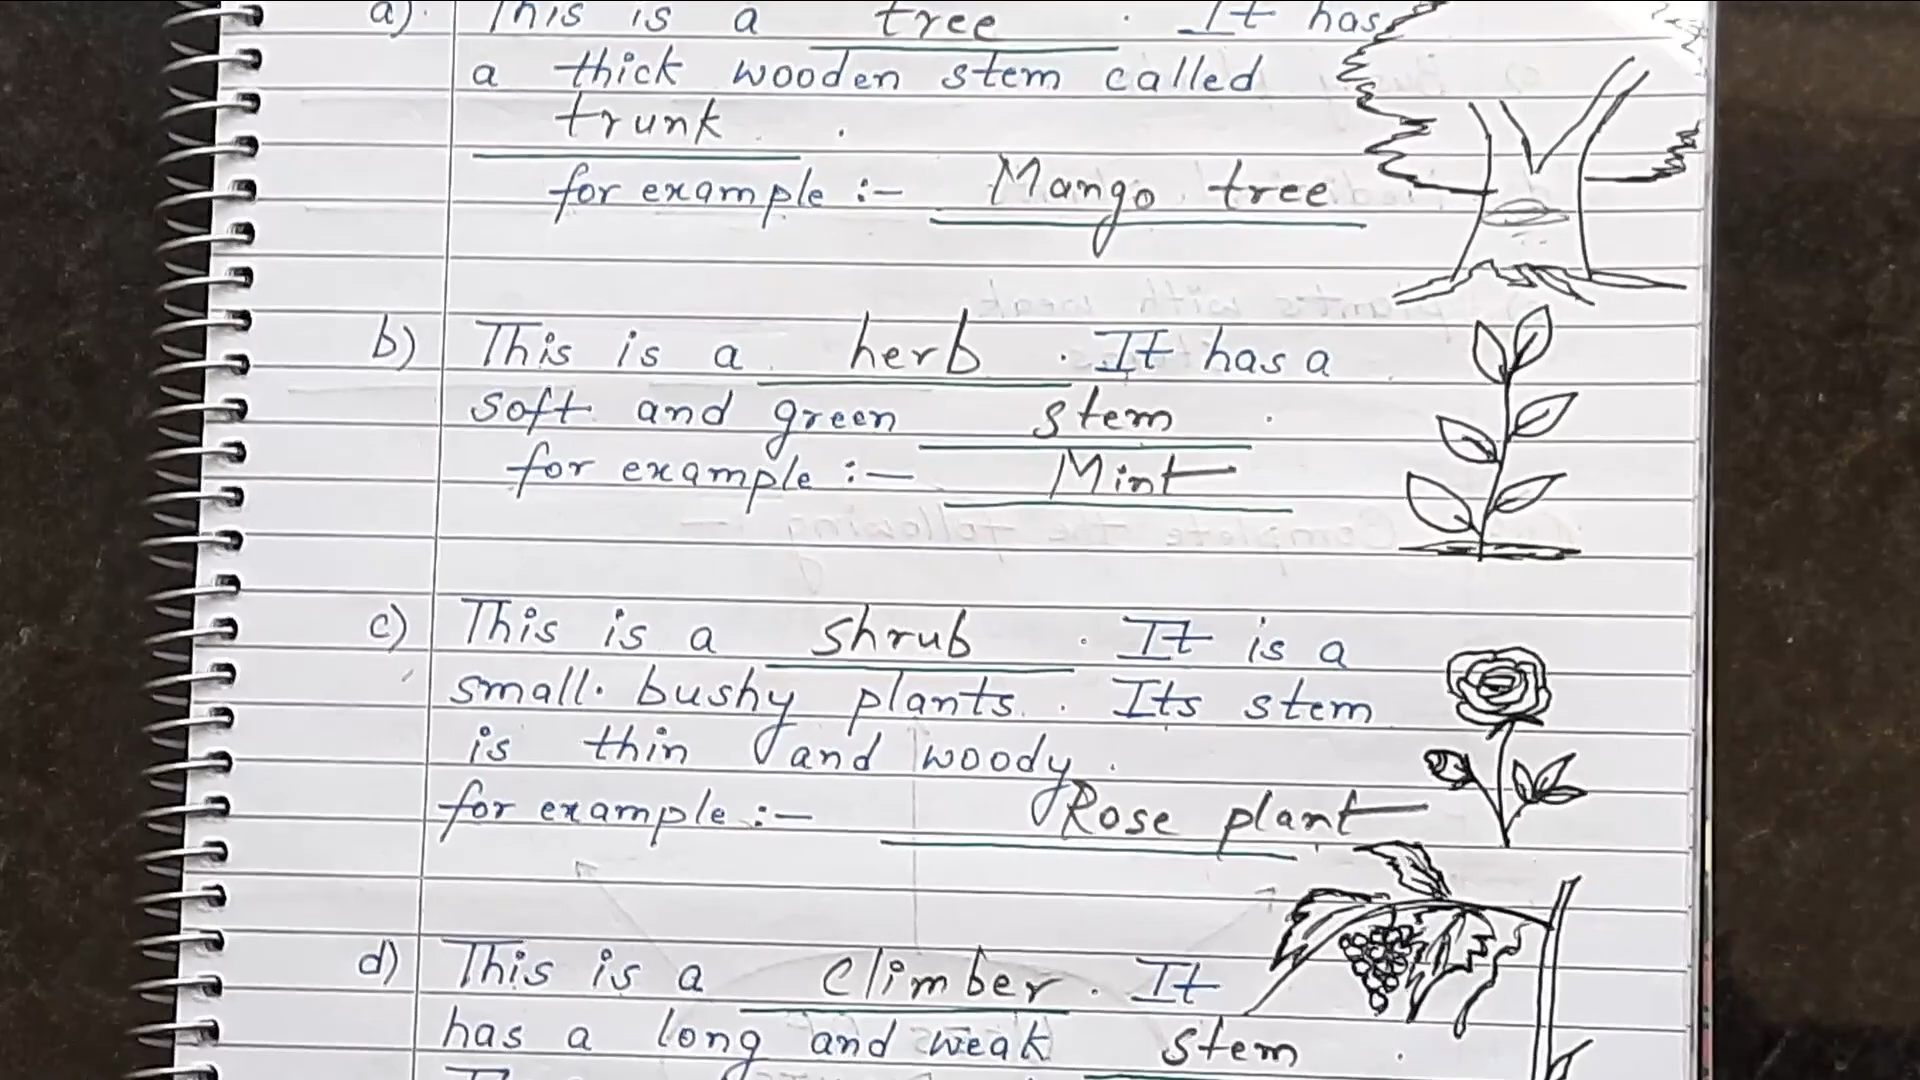 a). This is a tree . It has
a thick wooden stem called
trunk .
for example :- Mango tree
b) This is a herb . It has a
soft and green stem .
for example :- Mint
c) This is a Shrub . It is a
small bushy plants . Its stem
is thin and woody .
for example :- Rose plant
d) This is a Climber . It
has a long and weak stem .